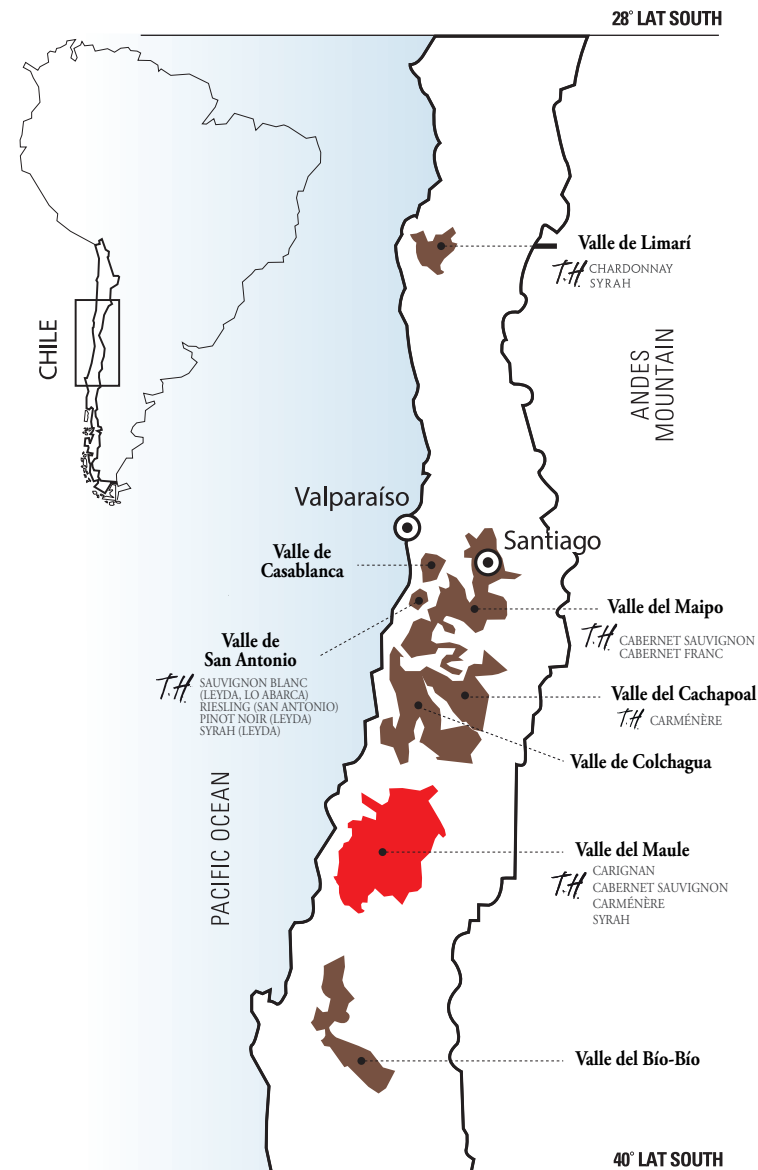 28° LAT SOUTH
Valle de Limarí
T.H. CHARDONNAY
SYRAH
CHILE
ANDES
MOUNTAIN
Valparaíso
Santiago
Valle de
Casablanca
Valle del Maipo
T.H. CABERNET SAUVIGNON
CABERNET FRANC
Valle de
San Antonio
T.H. SAUVIGNON BLANC
(LEYDA, LO ABARCA)
RIESLING (SAN ANTONIO)
PINOT NOIR (LEYDA)
SYRAH (LEYDA)
Valle del Cachapoal
T.H. CARMÉNÈRE
Valle de Colchagua
PACIFIC OCEAN
Valle del Maule
T.H. CARIGNAN
CABERNET SAUVIGNON
CARMÉNÈRE
SYRAH
Valle del Bío-Bío
40° LAT SOUTH